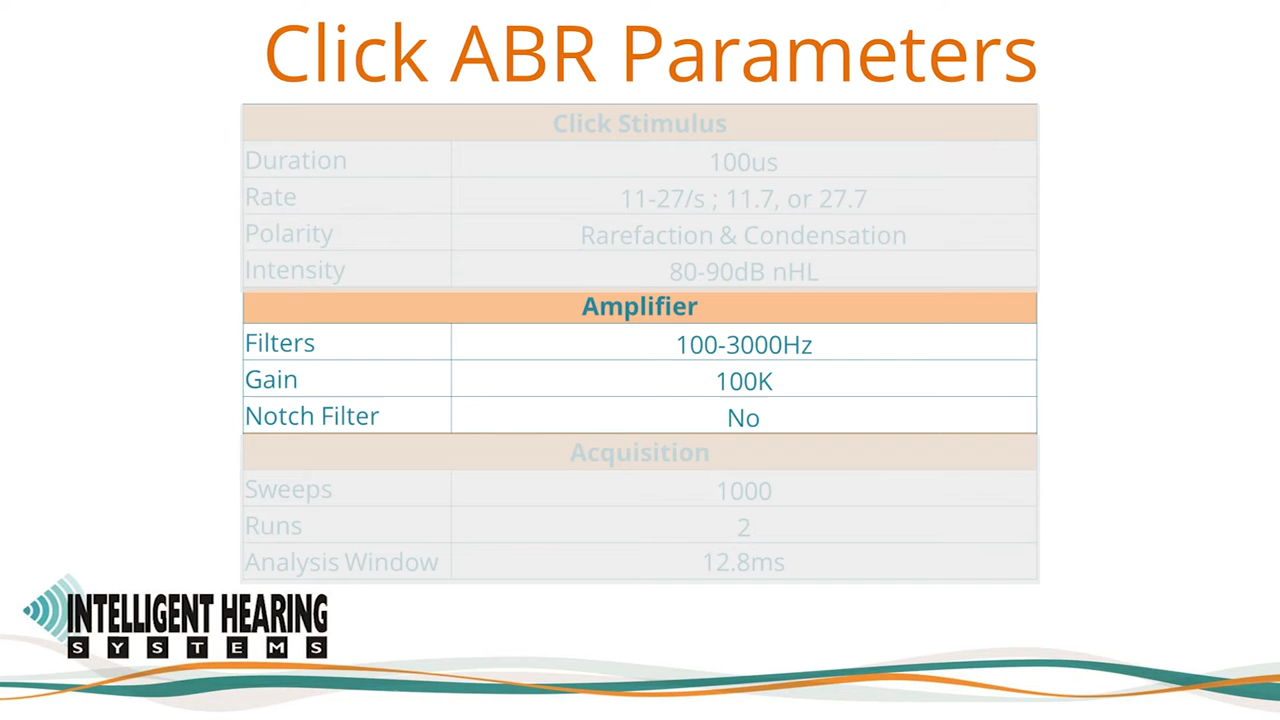 Click ABR Parameters
Click Stimulus
Duration 100us
Rate 11-27/s ; 11.7, or 27.7
Polarity Rarefaction & Condensation
Intensity 80-90dB nHL
Amplifier
Filters 100-3000Hz
Gain 100K
Notch Filter No
Acquisition
Sweeps 1000
Runs 2
Analysis Window 12.8ms
INTELLIGENT HEARING
SYSTEMS